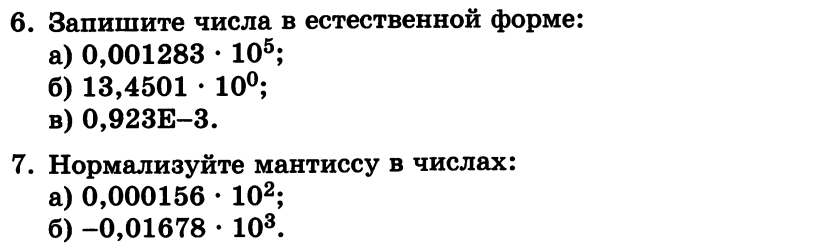 6. Запишите числа в естественной форме:
а) 0,001283 · 10⁵;
б) 13,4501 · 10⁰;
в) 0,923Е–3.
7. Нормализуйте мантиссу в числах:
а) 0,000156 · 10²;
б) –0,01678 · 10³.